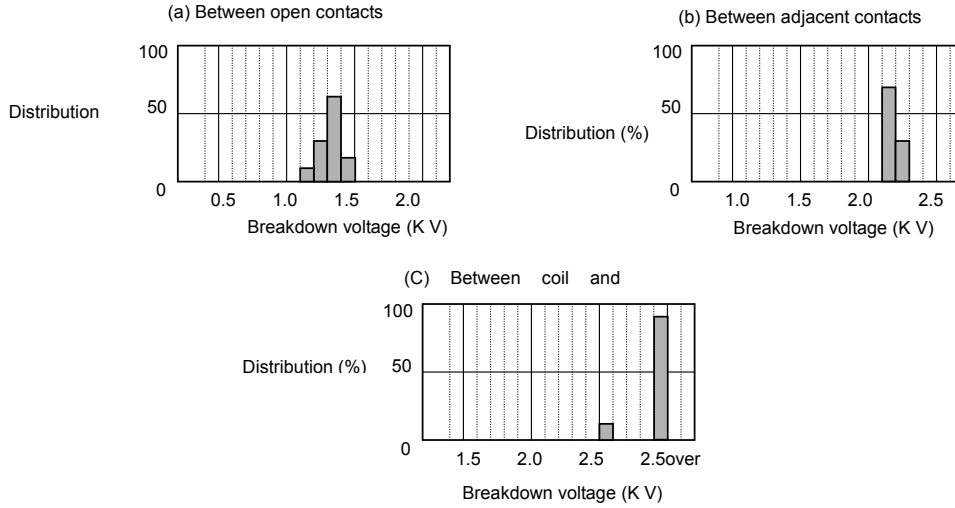 (a) Between open contacts
100
Distribution
50
0
0.5 1.0 1.5 2.0
Breakdown voltage (K V)
(b) Between adjacent contacts
100
50
Distribution (%)
0
1.0 1.5 2.0 2.5
Breakdown voltage (K V)
(C) Between coil and
100
Distribution (%)
50
0
1.5 2.0 2.5 2.5over
Breakdown voltage (K V)